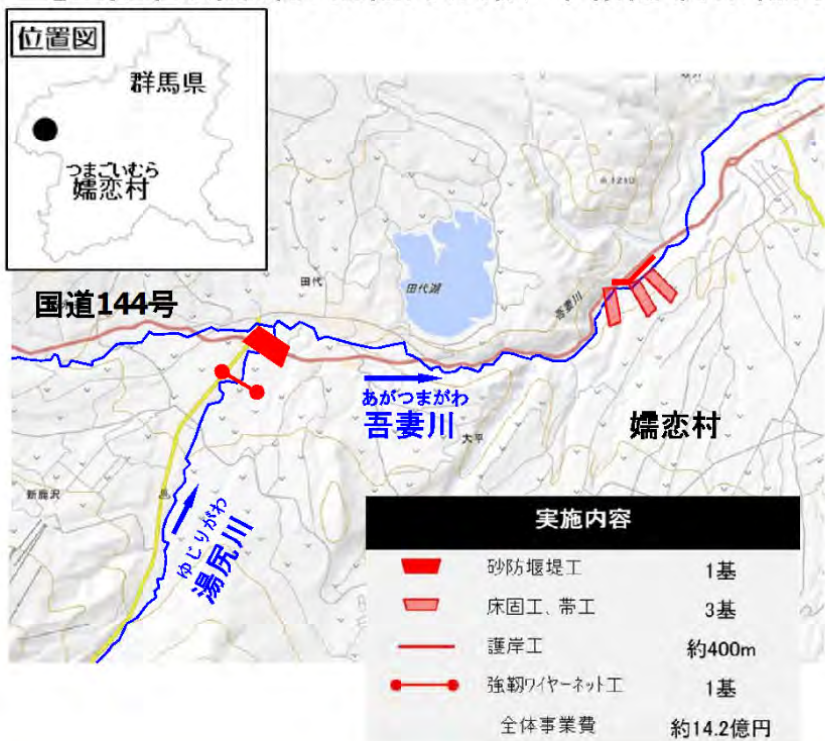 位置図
群馬県
つまごいむら
嬬恋村
国道144号
田代
田代湖
吾妻川
△1210
あがつまがわ
吾妻川
大平
嬬恋村
新鹿沢
ゆじりがわ
湯尻川
実施内容
砂防堰堤工 1基
床固工、帯工 3基
護岸工 約400m
強靱ワイヤーネット工 1基
全体事業費 約14.2億円